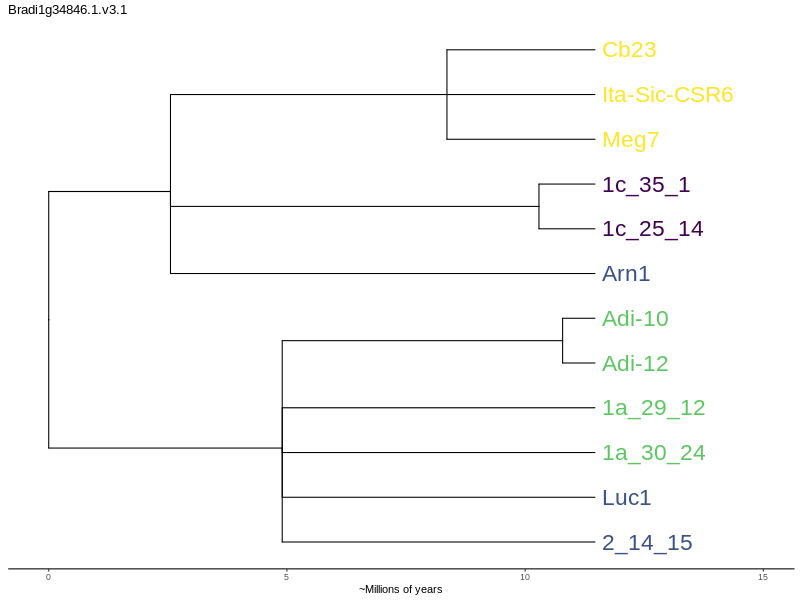 Bradi1g34846.1.v3.1
Cb23
Ita-Sic-CSR6
Meg7
1c_35_1
1c_25_14
Arn1
Adi-10
Adi-12
1a_29_12
1a_30_24
Luc1
2_14_15
0 5 10 15
~Millions of years